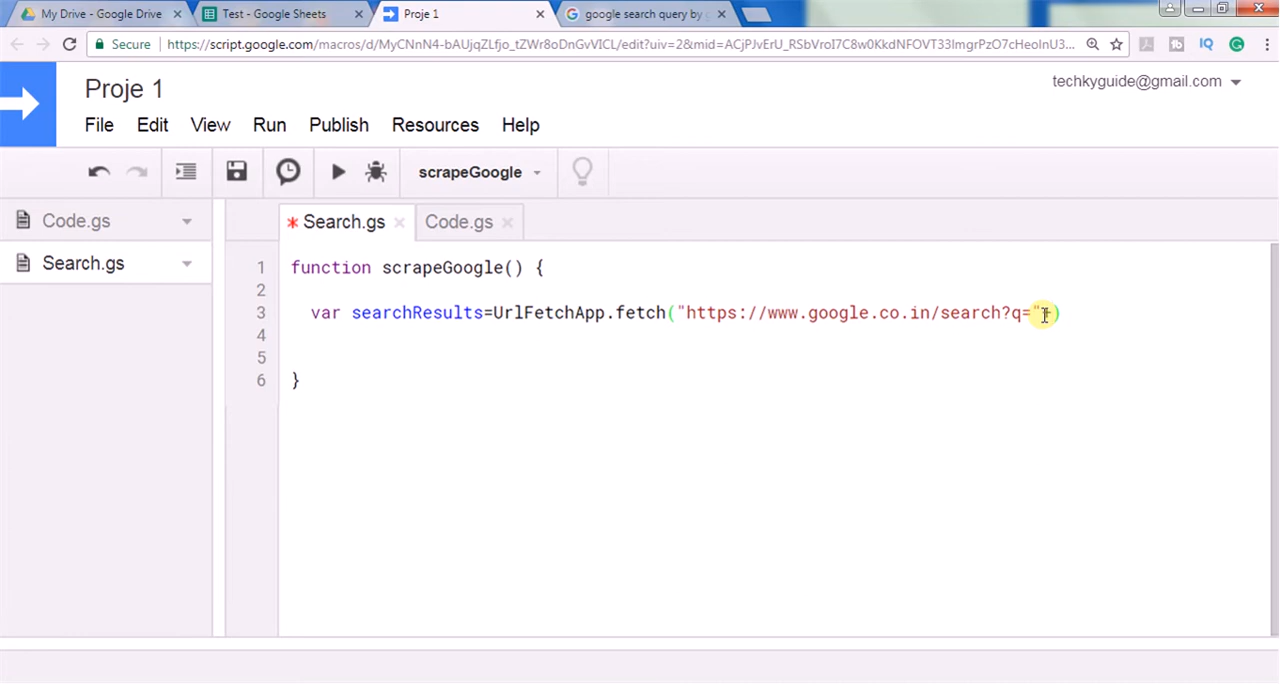 My Drive - Google Drive
Test - Google Sheets
Proje 1
google search query by
Secure
https://script.google.com/macros/d/MyCNnN4-bAUjqZLfjo_tZWr8oDnGvVICL/edit?uiv=2&mid=ACjPJvErU_RSbVroI7C8w0KkdNFOVT33ImgrPzO7cHeoInU3...
IQ
Proje 1
techkyguide@gmail.com
File Edit View Run Publish Resources Help
scrapeGoogle
Code.gs
Search.gs
* Search.gs
Code.gs
1 function scrapeGoogle() {
2
3 var searchResults=UrlFetchApp.fetch("https://www.google.co.in/search?q="+)
4
5
6 }